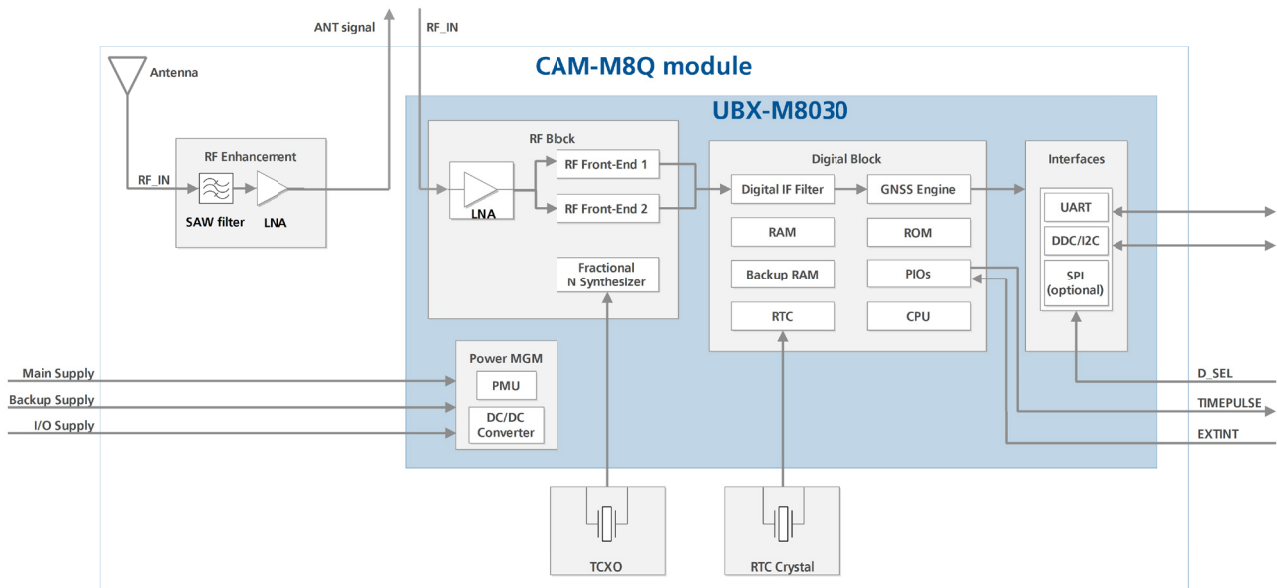 ANT signal
RF_IN
CAM-M8Q module
Antenna
UBX-M8030
RF Enhancement
RF_IN
SAW filter
LNA
RF Block
LNA
RF Front-End 1
RF Front-End 2
Fractional
N Synthesizer
Digital Block
Digital IF Filter
GNSS Engine
RAM
ROM
Backup RAM
PIOs
RTC
CPU
Interfaces
UART
DDC/I2C
SPI
(optional)
Power MGM
PMU
DC/DC
Converter
Main Supply
Backup Supply
I/O Supply
D_SEL
TIMEPULSE
EXTINT
TCXO
RTC Crystal